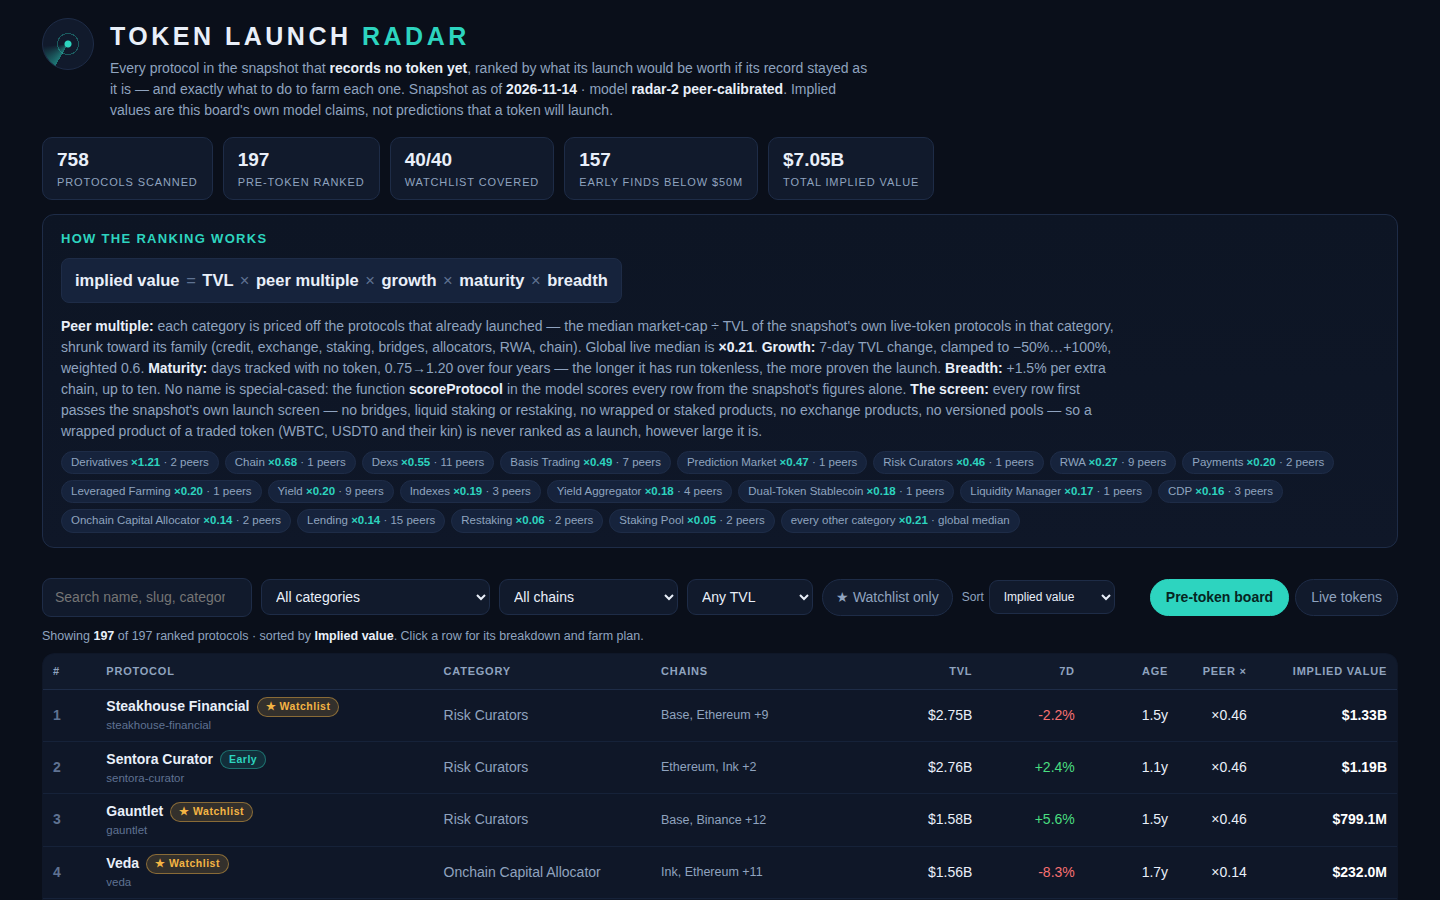 TOKEN LAUNCH RADAR
Every protocol in the snapshot that records no token yet, ranked by what its launch would be worth if its record stayed as
it is — and exactly what to do to farm each one. Snapshot as of 2026-11-14 · model radar-2 peer-calibrated. Implied
values are this board's own model claims, not predictions that a token will launch.
758
PROTOCOLS SCANNED
197
PRE-TOKEN RANKED
40/40
WATCHLIST COVERED
157
EARLY FINDS BELOW $50M
$7.05B
TOTAL IMPLIED VALUE
HOW THE RANKING WORKS
implied value = TVL × peer multiple × growth × maturity × breadth
Peer multiple: each category is priced off the protocols that already launched — the median market-cap ÷ TVL of the snapshot's own live-token protocols in that category,
shrunk toward its family (credit, exchange, staking, bridges, allocators, RWA, chain). Global live median is ×0.21. Growth: 7-day TVL change, clamped to −50%…+100%,
weighted 0.6. Maturity: days tracked with no token, 0.75→1.20 over four years — the longer it has run tokenless, the more proven the launch. Breadth: +1.5% per extra
chain, up to ten. No name is special-cased: the function scoreProtocol in the model scores every row from the snapshot's figures alone. The screen: every row first
passes the snapshot's own launch screen — no bridges, liquid staking or restaking, no wrapped or staked products, no exchange products, no versioned pools — so a
wrapped product of a traded token (WBTC, USDT0 and their kin) is never ranked as a launch, however large it is.
Derivatives ×1.21 · 2 peers Chain ×0.68 · 1 peers Dexs ×0.55 · 11 peers Basis Trading ×0.49 · 7 peers Prediction Market ×0.47 · 1 peers Risk Curators ×0.46 · 1 peers RWA ×0.27 · 9 peers Payments ×0.20 · 2 peers
Leveraged Farming ×0.20 · 1 peers Yield ×0.20 · 9 peers Indexes ×0.19 · 3 peers Yield Aggregator ×0.18 · 4 peers Dual-Token Stablecoin ×0.18 · 1 peers Liquidity Manager ×0.17 · 1 peers CDP ×0.16 · 3 peers
Onchain Capital Allocator ×0.14 · 2 peers Lending ×0.14 · 15 peers Restaking ×0.06 · 2 peers Staking Pool ×0.05 · 2 peers every other category ×0.21 · global median
Search name, slug, categor All categories All chains Any TVL ★ Watchlist only Sort Implied value Pre-token board Live tokens
Showing 197 of 197 ranked protocols · sorted by Implied value. Click a row for its breakdown and farm plan.
# PROTOCOL CATEGORY CHAINS TVL 7D AGE PEER × IMPLIED VALUE
1 Steakhouse Financial ★ Watchlist Risk Curators Base, Ethereum +9 $2.75B -2.2% 1.5y ×0.46 $1.33B
steakhouse-financial
2 Sentora Curator Early Risk Curators Ethereum, Ink +2 $2.76B +2.4% 1.1y ×0.46 $1.19B
sentora-curator
3 Gauntlet ★ Watchlist Risk Curators Base, Binance +12 $1.58B +5.6% 1.5y ×0.46 $799.1M
gauntlet
4 Veda ★ Watchlist Onchain Capital Allocator Ink, Ethereum +11 $1.56B -8.3% 1.7y ×0.14 $232.0M
veda